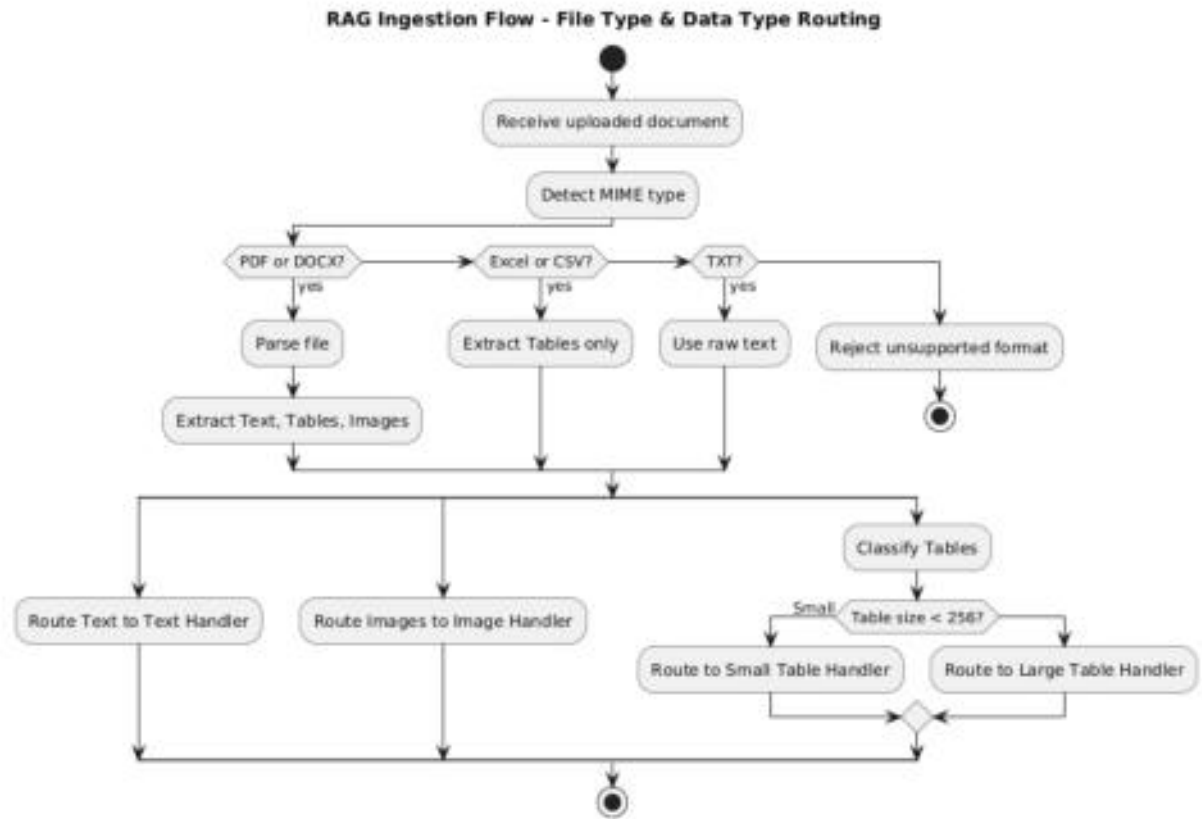 RAG Ingestion Flow - File Type & Data Type Routing
Receive uploaded document
Detect MIME type
PDF or DOCX?
Excel or CSV?
TXT?
yes
yes
yes
Parse file
Extract Tables only
Use raw text
Reject unsupported format
Extract Text, Tables, Images
Classify Tables
Small
Table size < 256?
Route Text to Text Handler
Route Images to Image Handler
Route to Small Table Handler
Route to Large Table Handler